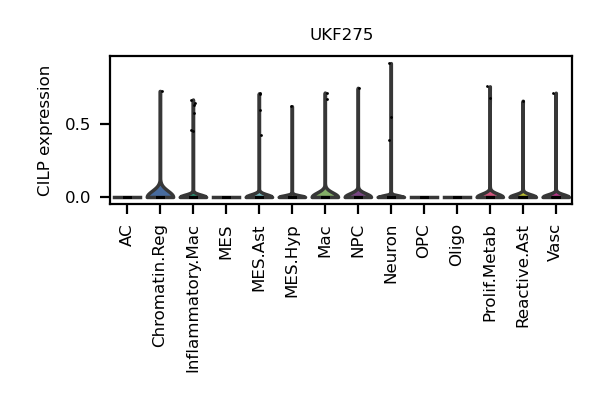 UKF275
CILP expression
0.5
0.0
AC
Chromatin.Reg
Inflammatory.Mac
MES
MES.Ast
MES.Hyp
Mac
NPC
Neuron
OPC
Oligo
Prolif.Metab
Reactive.Ast
Vasc